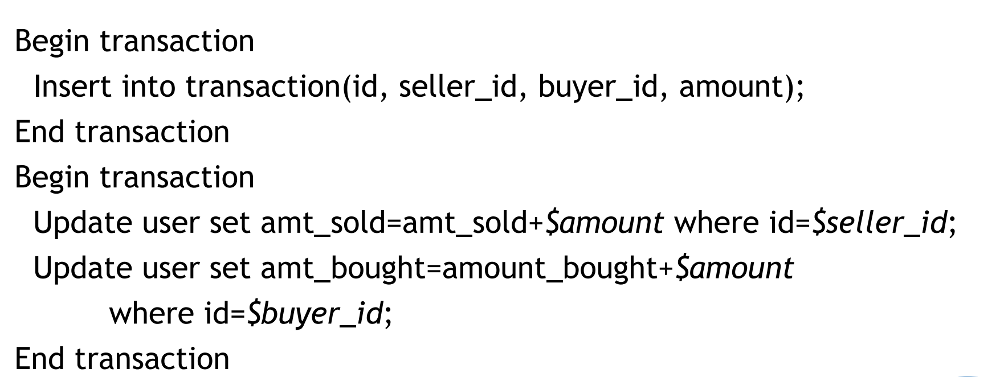 Begin transaction
Insert into transaction(id, seller_id, buyer_id, amount);
End transaction
Begin transaction
Update user set amt_sold=amt_sold+$amount where id=$seller_id;
Update user set amt_bought=amount_bought+$amount
where id=$buyer_id;
End transaction